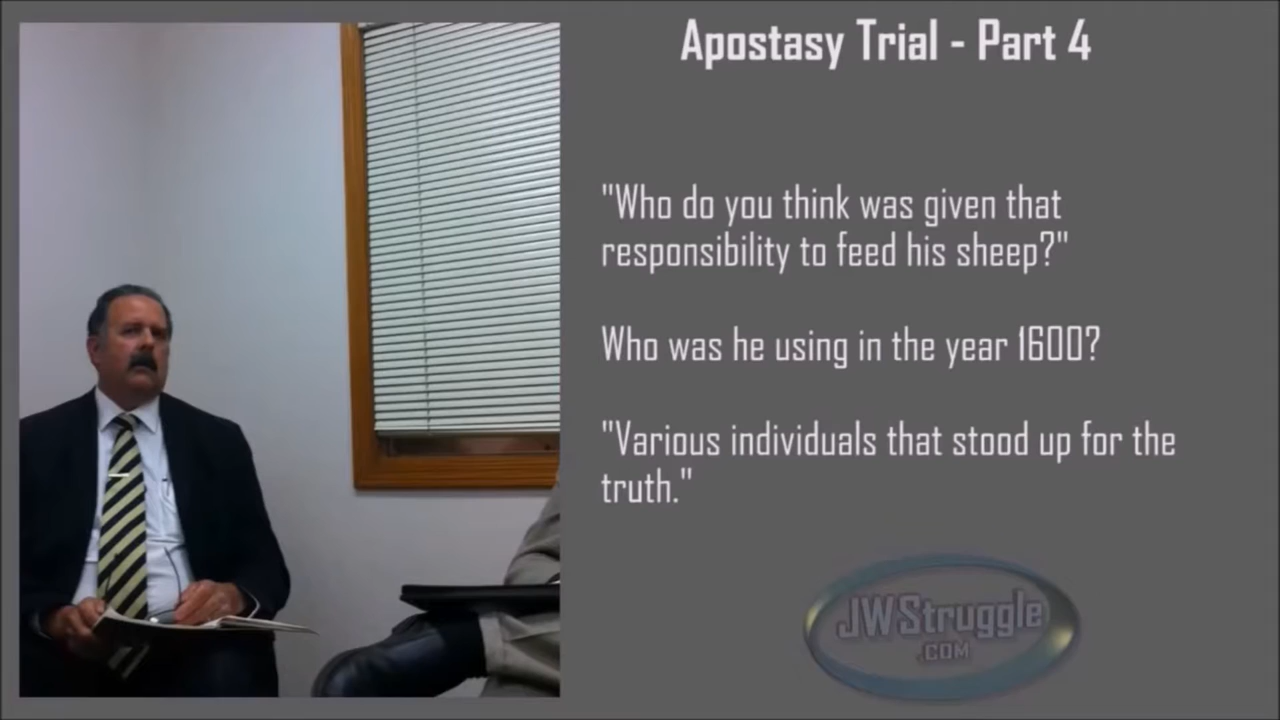 Apostasy Trial - Part 4
"Who do you think was given that
responsibility to feed his sheep?"
Who was he using in the year 1600?
"Various individuals that stood up for the
truth."
JWStruggle
.COM